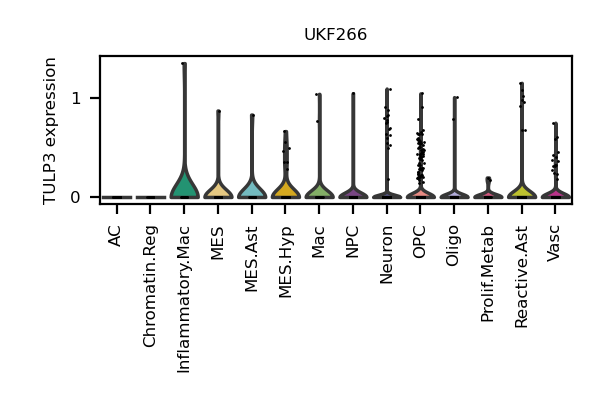 UKF266
TULP3 expression
1
0
AC
Chromatin.Reg
Inflammatory.Mac
MES
MES.Ast
MES.Hyp
Mac
NPC
Neuron
OPC
Oligo
Prolif.Metab
Reactive.Ast
Vasc